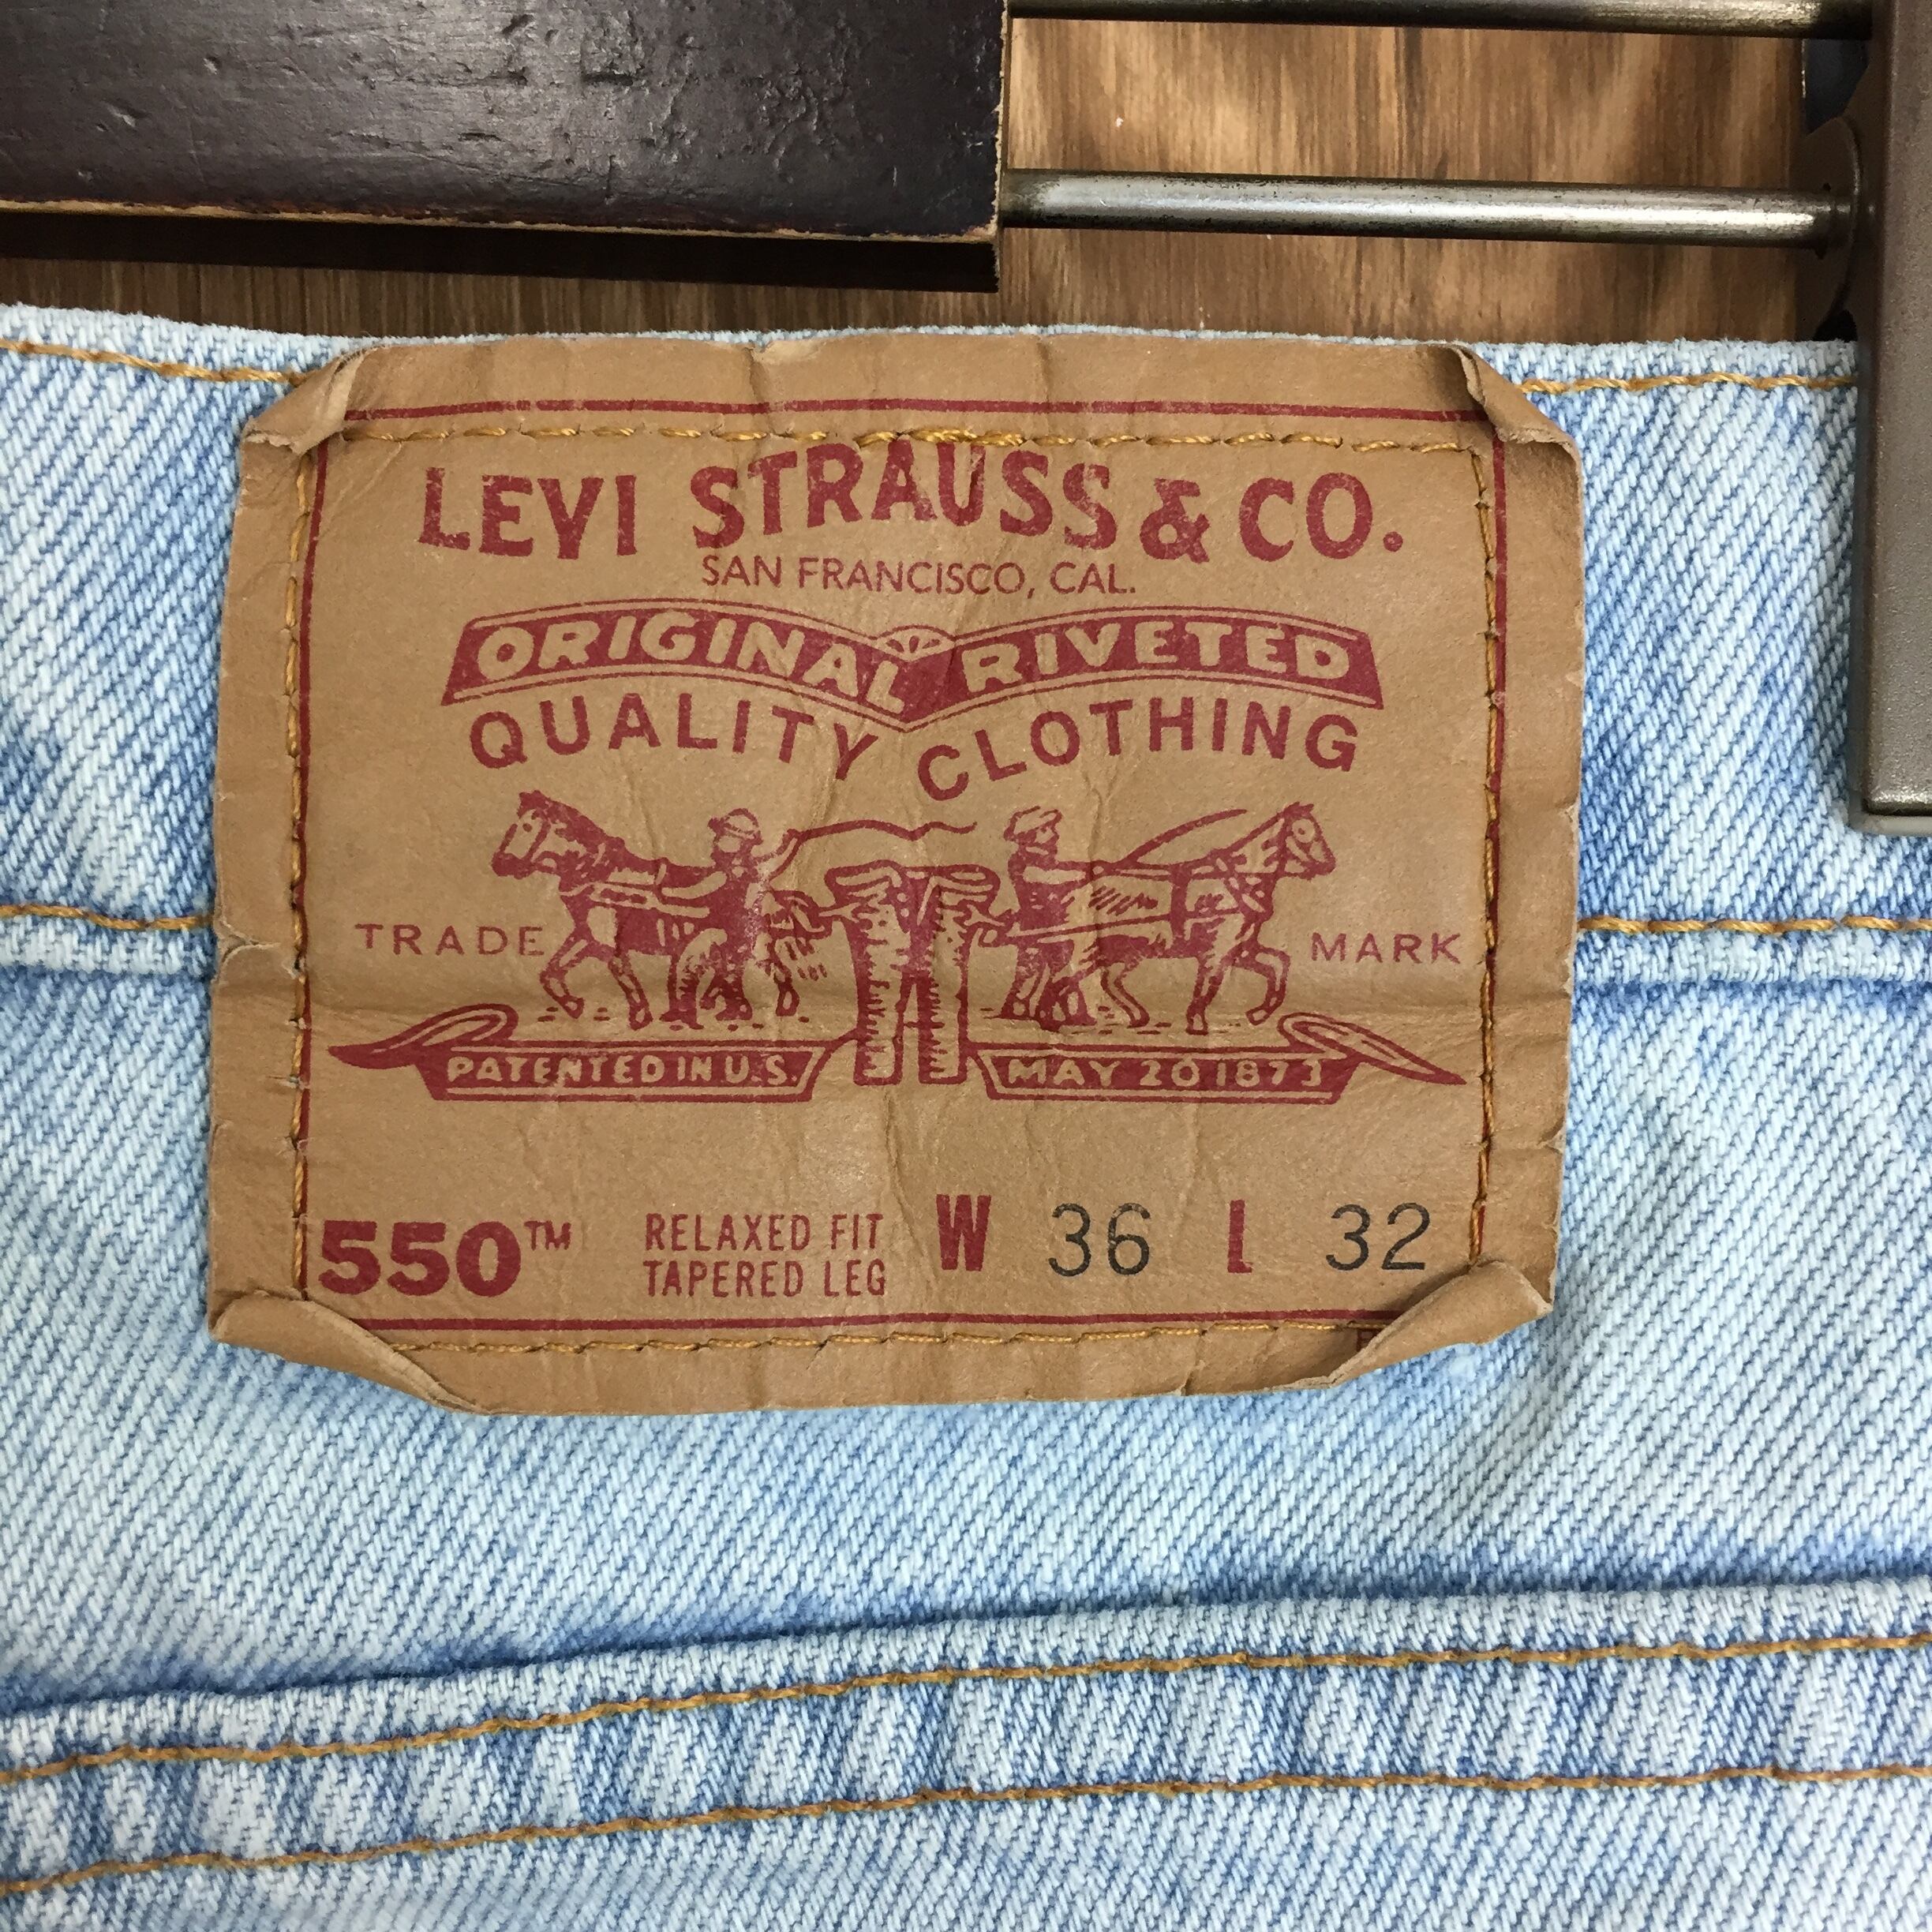 LEVI STRAUSS & CO.
SAN FRANCISCO, CAL.
ORIGINAL RIVETED
QUALITY CLOTHING
TRADE MARK
PATENTED IN U.S. MAY 20 1873
550™ RELAXED FIT W 36 L 32
TAPERED LEG